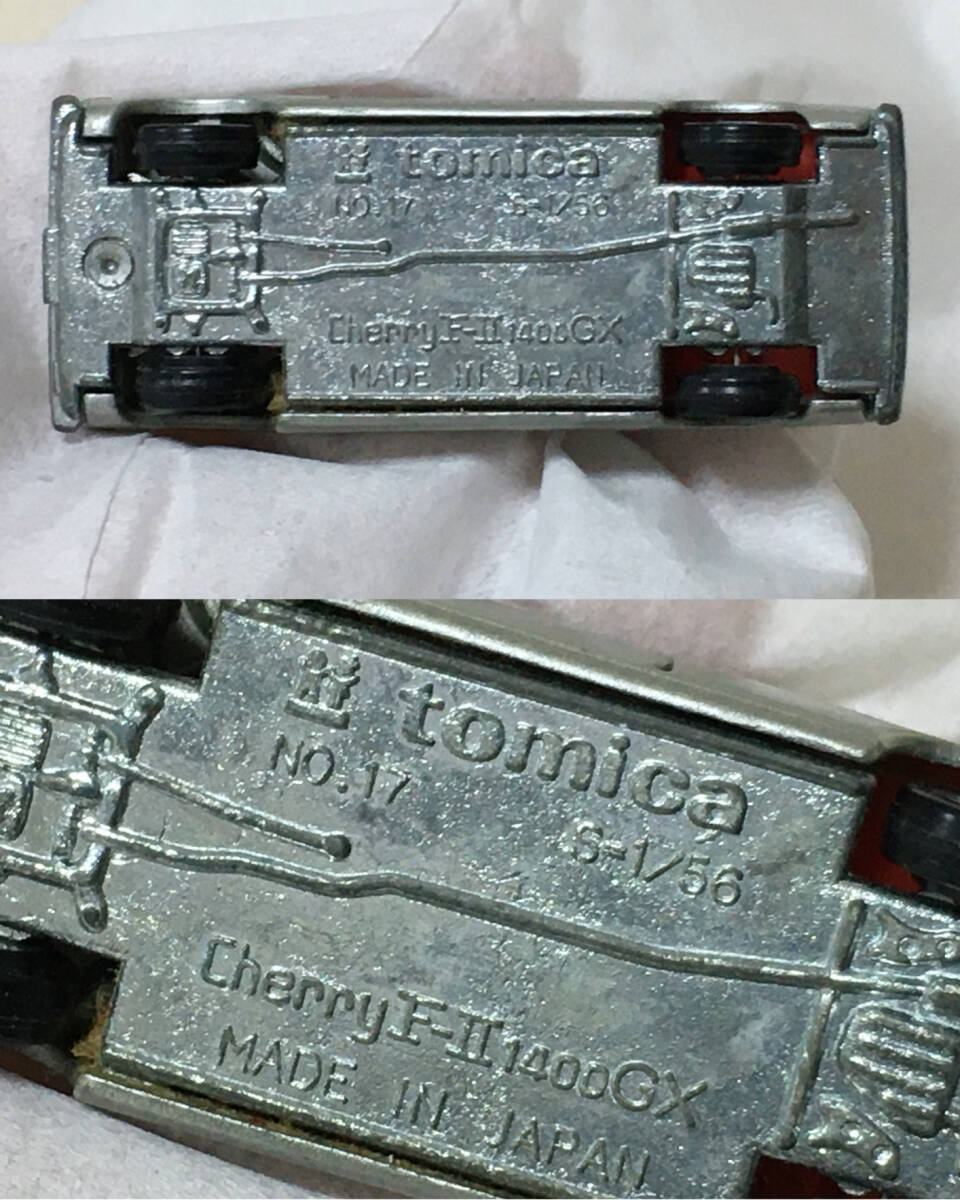 tomica
NO.17 S-1/56
Cherry F-II 1400GX
MADE IN JAPAN
tomica
NO.17
S-1/56
Cherry F-II 1400GX
MADE IN JAPAN